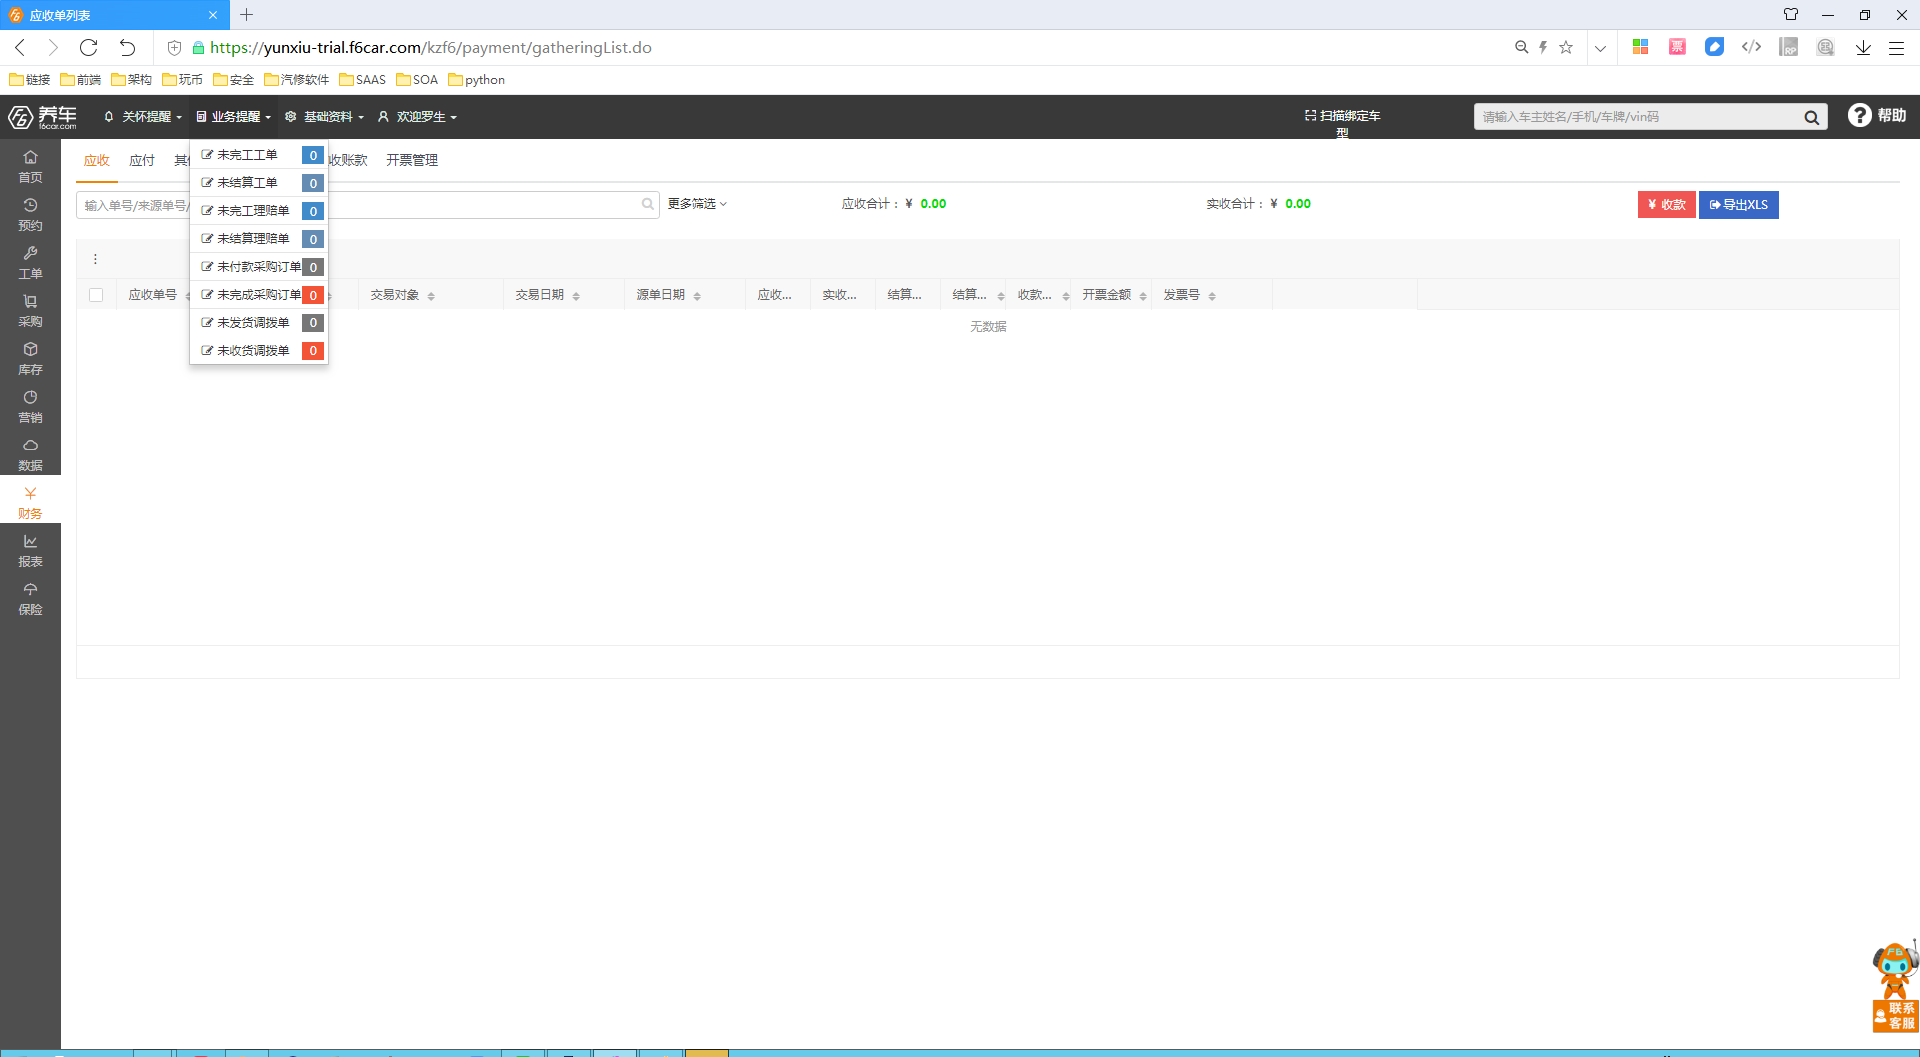 应收单列表
https://yunxiu-trial.f6car.com/kzf6/payment/gatheringList.do
票
RP
链接 前端 架构 玩币 安全 汽修软件 SAAS SOA python
F6 养车 f6car.com
关怀提醒 业务提醒 基础资料 欢迎罗生
扫描绑定车型
请输入车主姓名/手机/车牌/vin码
帮助
首页
预约
工单
采购
库存
营销
数据
财务
报表
保险
应收 应付 其 收账款 开票管理
未完工工单 0
未结算工单 0
未完工理赔单 0
未结算理赔单 0
未付款采购订单 0
未完成采购订单 0
未发货调拨单 0
未收货调拨单 0
输入单号/来源单号/
更多筛选
应收合计：¥ 0.00
实收合计：¥ 0.00
¥ 收款
导出XLS
应收单号 交易对象 交易日期 源单日期 应收... 实收... 结算... 结算... 收款... 开票金额 发票号
无数据
F6
联系
客服